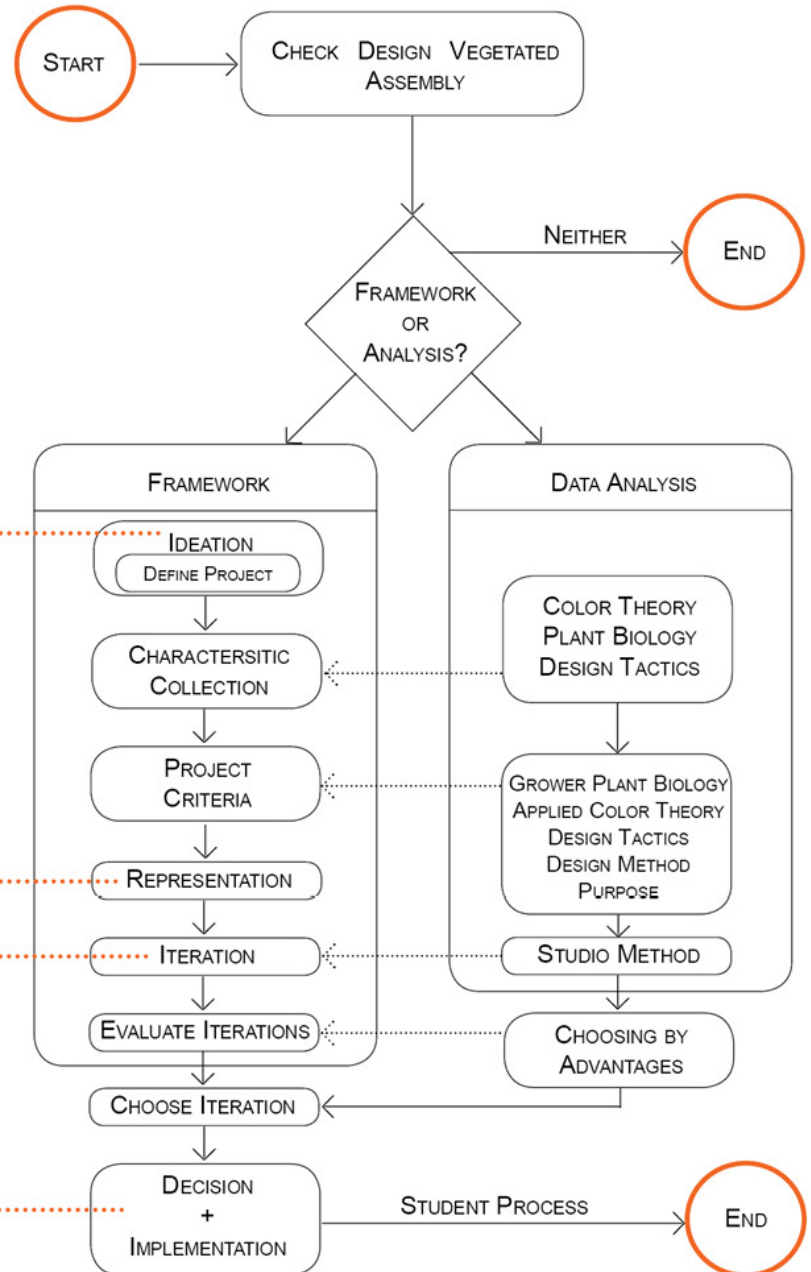 START
CHECK DESIGN VEGETATED
ASSEMBLY
NEITHER
END
FRAMEWORK
OR
ANALYSIS?
FRAMEWORK
IDEATION
DEFINE PROJECT
CHARACTERSITIC
COLLECTION
PROJECT
CRITERIA
REPRESENTATION
ITERATION
EVALUATE ITERATIONS
DATA ANALYSIS
COLOR THEORY
PLANT BIOLOGY
DESIGN TACTICS
GROWER PLANT BIOLOGY
APPLIED COLOR THEORY
DESIGN TACTICS
DESIGN METHOD
PURPOSE
STUDIO METHOD
CHOOSING BY
ADVANTAGES
CHOOSE ITERATION
DECISION
+
IMPLEMENTATION
STUDENT PROCESS
END